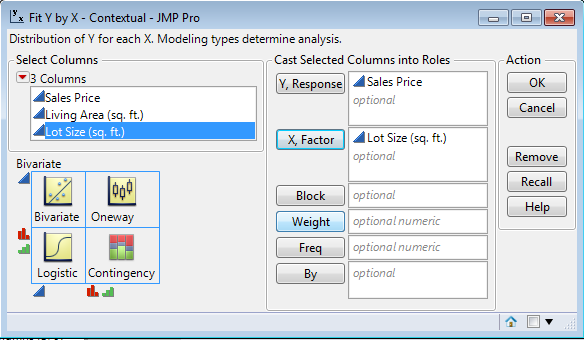 Fit Y by X - Contextual - JMP Pro
Distribution of Y for each X. Modeling types determine analysis.
Select Columns
3 Columns
Sales Price
Living Area (sq. ft.)
Lot Size (sq. ft.)
Bivariate
Bivariate Oneway
Logistic Contingency
Cast Selected Columns into Roles
Y, Response Sales Price
optional
X, Factor Lot Size (sq. ft.)
optional
Block optional
Weight optional numeric
Freq optional numeric
By optional
Action
OK
Cancel
Remove
Recall
Help